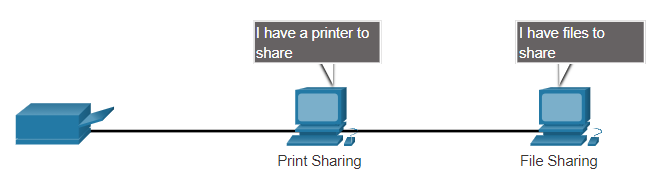 I have a printer to
share
I have files to
share
Print Sharing
File Sharing